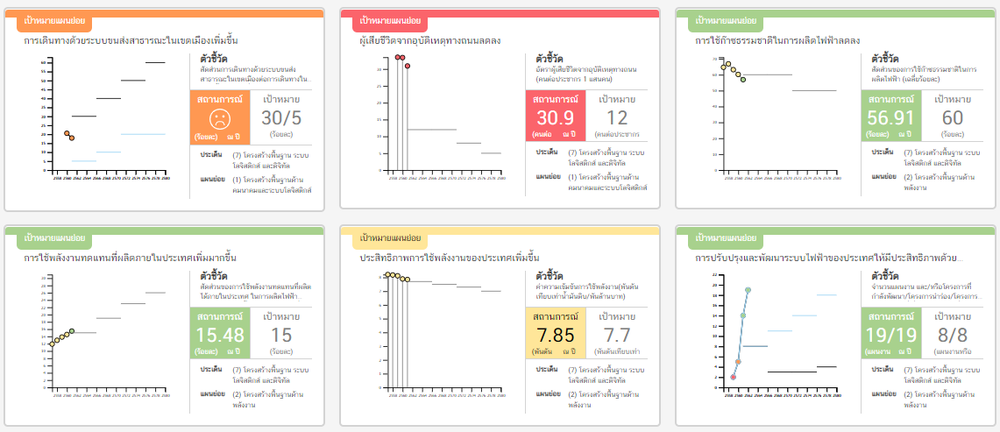 เป้าหมายแผนย่อย
การเดินทางด้วยระบบขนส่งสาธารณะในเขตเมืองเพิ่มขึ้น
60
55
50
45
40
35
30
25
20
15
10
5
0
2558 2560 2562 2564 2566 2568 2570 2572 2574 2576 2578 2580
ตัวชี้วัด
สัดส่วนการเดินทางด้วยระบบขนส่ง
สาธารณะในเขตเมืองต่อการเดินทางใน...
สถานการณ์
(ร้อยละ) ณ ปี
เป้าหมาย
30/5
(ร้อยละ)
ประเด็น (7) โครงสร้างพื้นฐาน ระบบ
โลจิสติกส์ และดิจิทัล
แผนย่อย (1) โครงสร้างพื้นฐานด้าน
คมนาคมและระบบโลจิสติกส์
เป้าหมายแผนย่อย
ผู้เสียชีวิตจากอุบัติเหตุทางถนนลดลง
30
25
20
15
10
5
0
2558 2560 2562 2564 2566 2568 2570 2572 2574 2576 2578 2580
ตัวชี้วัด
อัตราผู้เสียชีวิตจากอุบัติเหตุทางถนน
(คนต่อประชากร 1 แสนคน)
สถานการณ์
30.9
(คนต่อ ณ ปี
เป้าหมาย
12
(คนต่อประชากร
ประเด็น (7) โครงสร้างพื้นฐาน ระบบ
โลจิสติกส์ และดิจิทัล
แผนย่อย (1) โครงสร้างพื้นฐานด้าน
คมนาคมและระบบโลจิสติกส์
เป้าหมายแผนย่อย
การใช้ก๊าซธรรมชาติในการผลิตไฟฟ้าลดลง
70
60
50
40
30
20
10
0
2558 2560 2562 2564 2566 2568 2570 2572 2574 2576 2578 2580
ตัวชี้วัด
สัดส่วนของการใช้ก๊าซธรรมชาติในการ
ผลิตไฟฟ้า (เฉลี่ยร้อยละ)
สถานการณ์
56.91
(ร้อยละ) ณ ปี
เป้าหมาย
60
(ร้อยละ)
ประเด็น (7) โครงสร้างพื้นฐาน ระบบ
โลจิสติกส์ และดิจิทัล
แผนย่อย (2) โครงสร้างพื้นฐานด้าน
พลังงาน
เป้าหมายแผนย่อย
การใช้พลังงานทดแทนที่ผลิตภายในประเทศเพิ่มมากขึ้น
30
28
26
24
22
20
18
16
14
12
10
8
6
4
2
0
2558 2560 2562 2564 2566 2568 2570 2572 2574 2576 2578 2580
ตัวชี้วัด
สัดส่วนของการใช้พลังงานทดแทนที่ผลิต
ได้ภายในประเทศ ในการผลิตไฟฟ้า...
สถานการณ์
15.48
(ร้อยละ) ณ ปี
เป้าหมาย
15
(ร้อยละ)
ประเด็น (7) โครงสร้างพื้นฐาน ระบบ
โลจิสติกส์ และดิจิทัล
แผนย่อย (2) โครงสร้างพื้นฐานด้าน
พลังงาน
เป้าหมายแผนย่อย
ประสิทธิภาพการใช้พลังงานของประเทศเพิ่มขึ้น
8
7
6
5
4
3
2
1
0
2558 2560 2562 2564 2566 2568 2570 2572 2574 2576 2578 2580
ตัวชี้วัด
ค่าความเข้มข้นการใช้พลังงาน(พันตัน
เทียบเท่าน้ำมันดิบ/พันล้านบาท)
สถานการณ์
7.85
(พันตัน ณ ปี
เป้าหมาย
7.7
(พันตันเทียบเท่า
ประเด็น (7) โครงสร้างพื้นฐาน ระบบ
โลจิสติกส์ และดิจิทัล
แผนย่อย (2) โครงสร้างพื้นฐานด้าน
พลังงาน
เป้าหมายแผนย่อย
การปรับปรุงและพัฒนาระบบไฟฟ้าของประเทศให้มีประสิทธิภาพด้วย...
22
20
18
16
14
12
10
8
6
4
2
0
2558 2560 2562 2564 2566 2568 2570 2572 2574 2576 2578 2580
ตัวชี้วัด
จำนวนแผนงาน และ/หรือโครงการที่
กำลังพัฒนา/โครงการนำร่อง/โครงการ...
สถานการณ์
19/19
(แผนงาน ณ ปี
เป้าหมาย
8/8
(แผนงานหรือ
ประเด็น (7) โครงสร้างพื้นฐาน ระบบ
โลจิสติกส์ และดิจิทัล
แผนย่อย (2) โครงสร้างพื้นฐานด้าน
พลังงาน